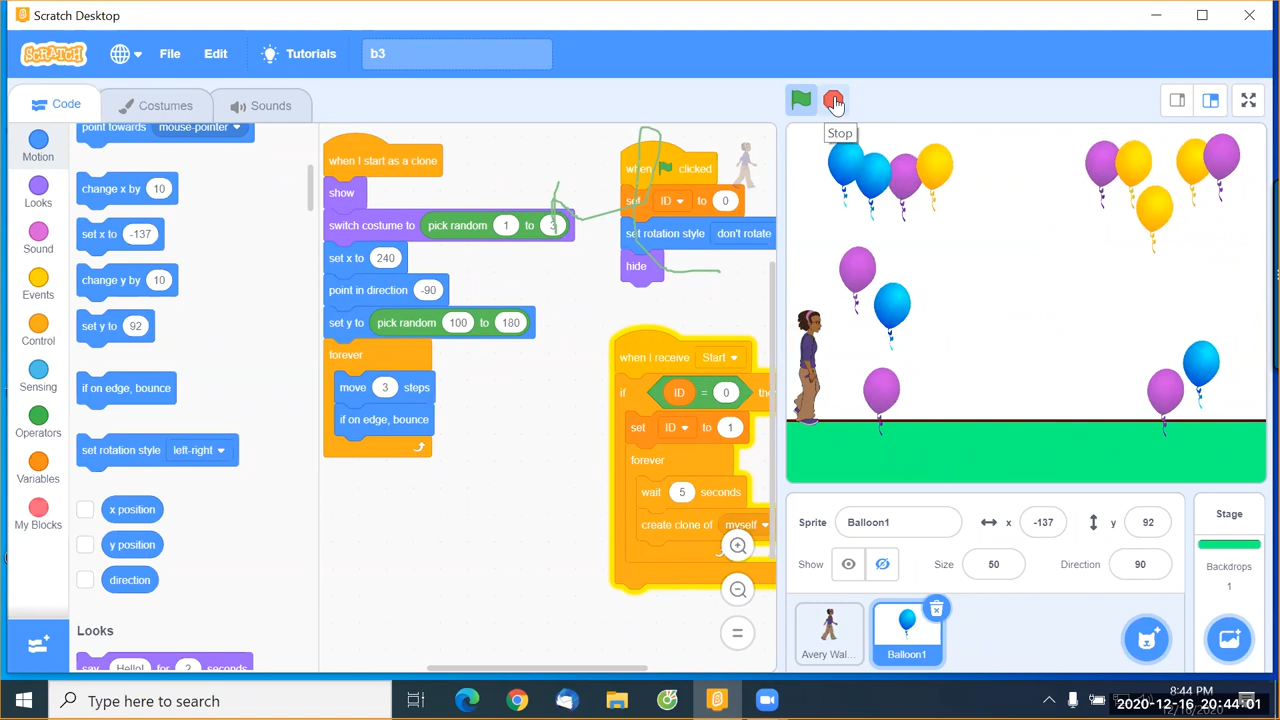 Scratch Desktop
SCRATCH File Edit Tutorials b3
Code Costumes Sounds
Stop
Motion
Looks
Sound
Events
Control
Sensing
Operators
Variables
My Blocks
point towards mouse-pointer
change x by 10
set x to -137
change y by 10
set y to 92
if on edge, bounce
set rotation style left-right
x position
y position
direction
Looks
say Hello! for 2 seconds
when I start as a clone
show
switch costume to pick random 1 to 3
set x to 240
point in direction -90
set y to pick random 100 to 180
forever
move 3 steps
if on edge, bounce
when clicked
set ID to 0
set rotation style don't rotate
hide
when I receive Start
if ID = 0 the
set ID to 1
forever
wait 5 seconds
create clone of myself
Sprite Balloon1 x -137 y 92
Show Size 50 Direction 90
Avery Wal...
Balloon1
Stage
Backdrops
1
Type here to search
8:44 PM
2020-12-16 20:44:01